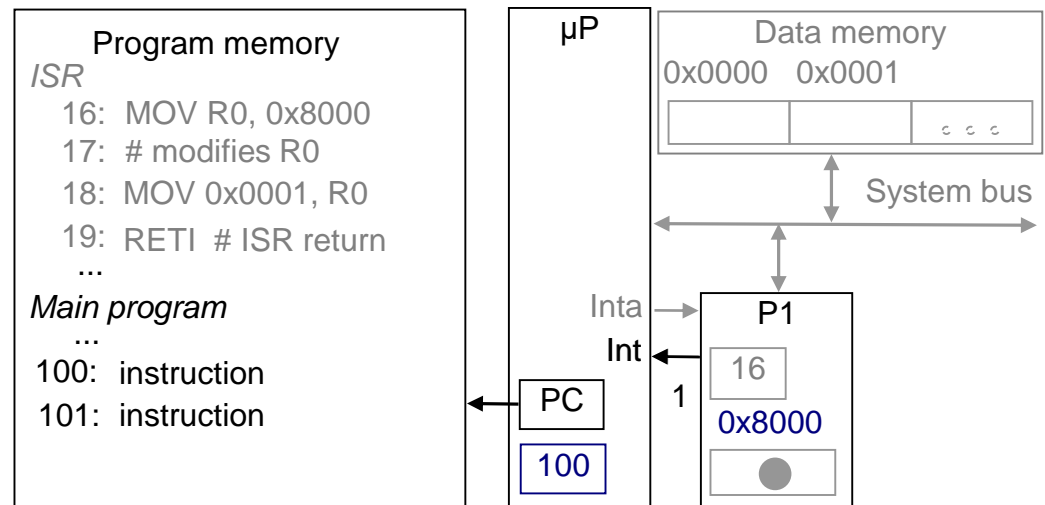 Program memory
ISR
16: MOV R0, 0x8000
17: # modifies R0
18: MOV 0x0001, R0
19: RETI # ISR return
...
Main program
...
100: instruction
101: instruction
µP
Inta
Int
PC
100
Data memory
0x0000 0x0001
System bus
P1
16
1
0x8000